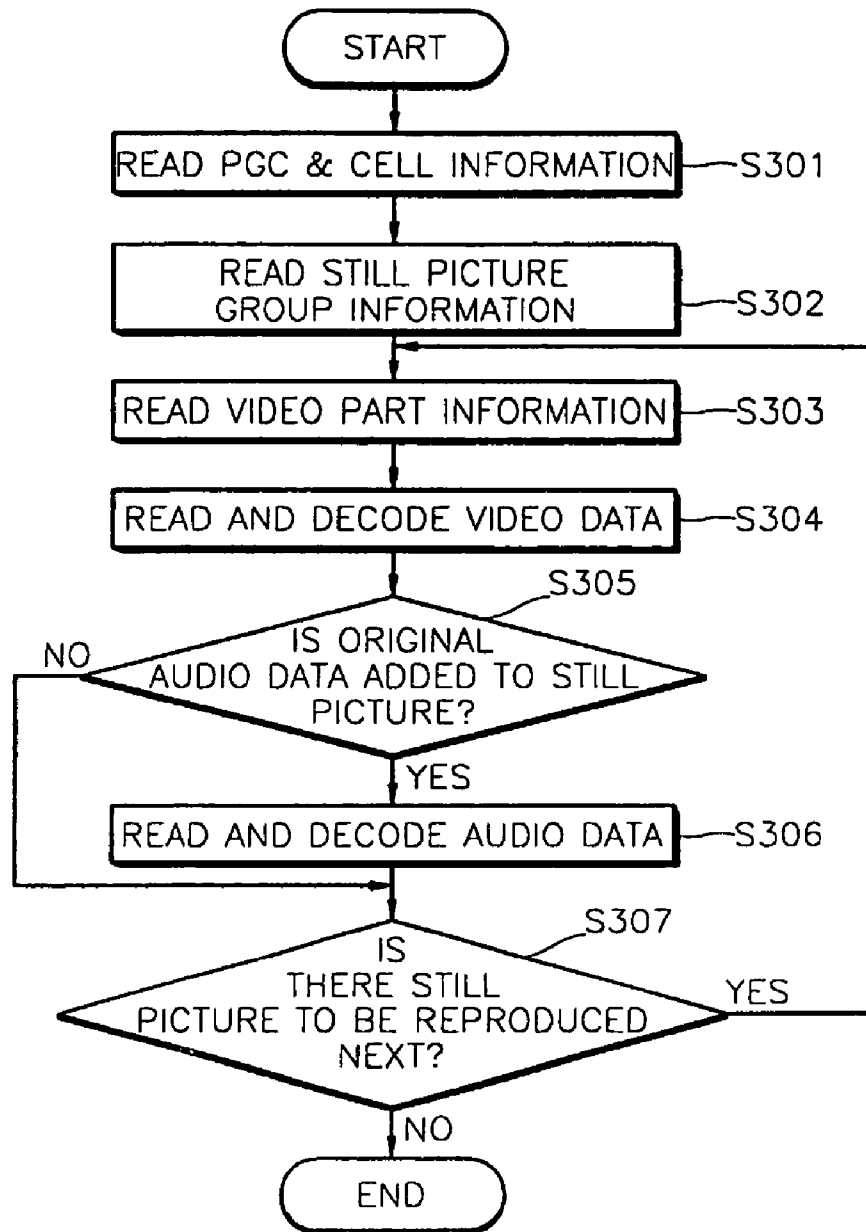 START
READ PGC & CELL INFORMATION
S301
READ STILL PICTURE
GROUP INFORMATION
S302
READ VIDEO PART INFORMATION
S303
READ AND DECODE VIDEO DATA
S304
S305
IS ORIGINAL
AUDIO DATA ADDED TO STILL
PICTURE?
NO
YES
READ AND DECODE AUDIO DATA
S306
S307
IS
THERE STILL
PICTURE TO BE REPRODUCED
NEXT?
YES
NO
END